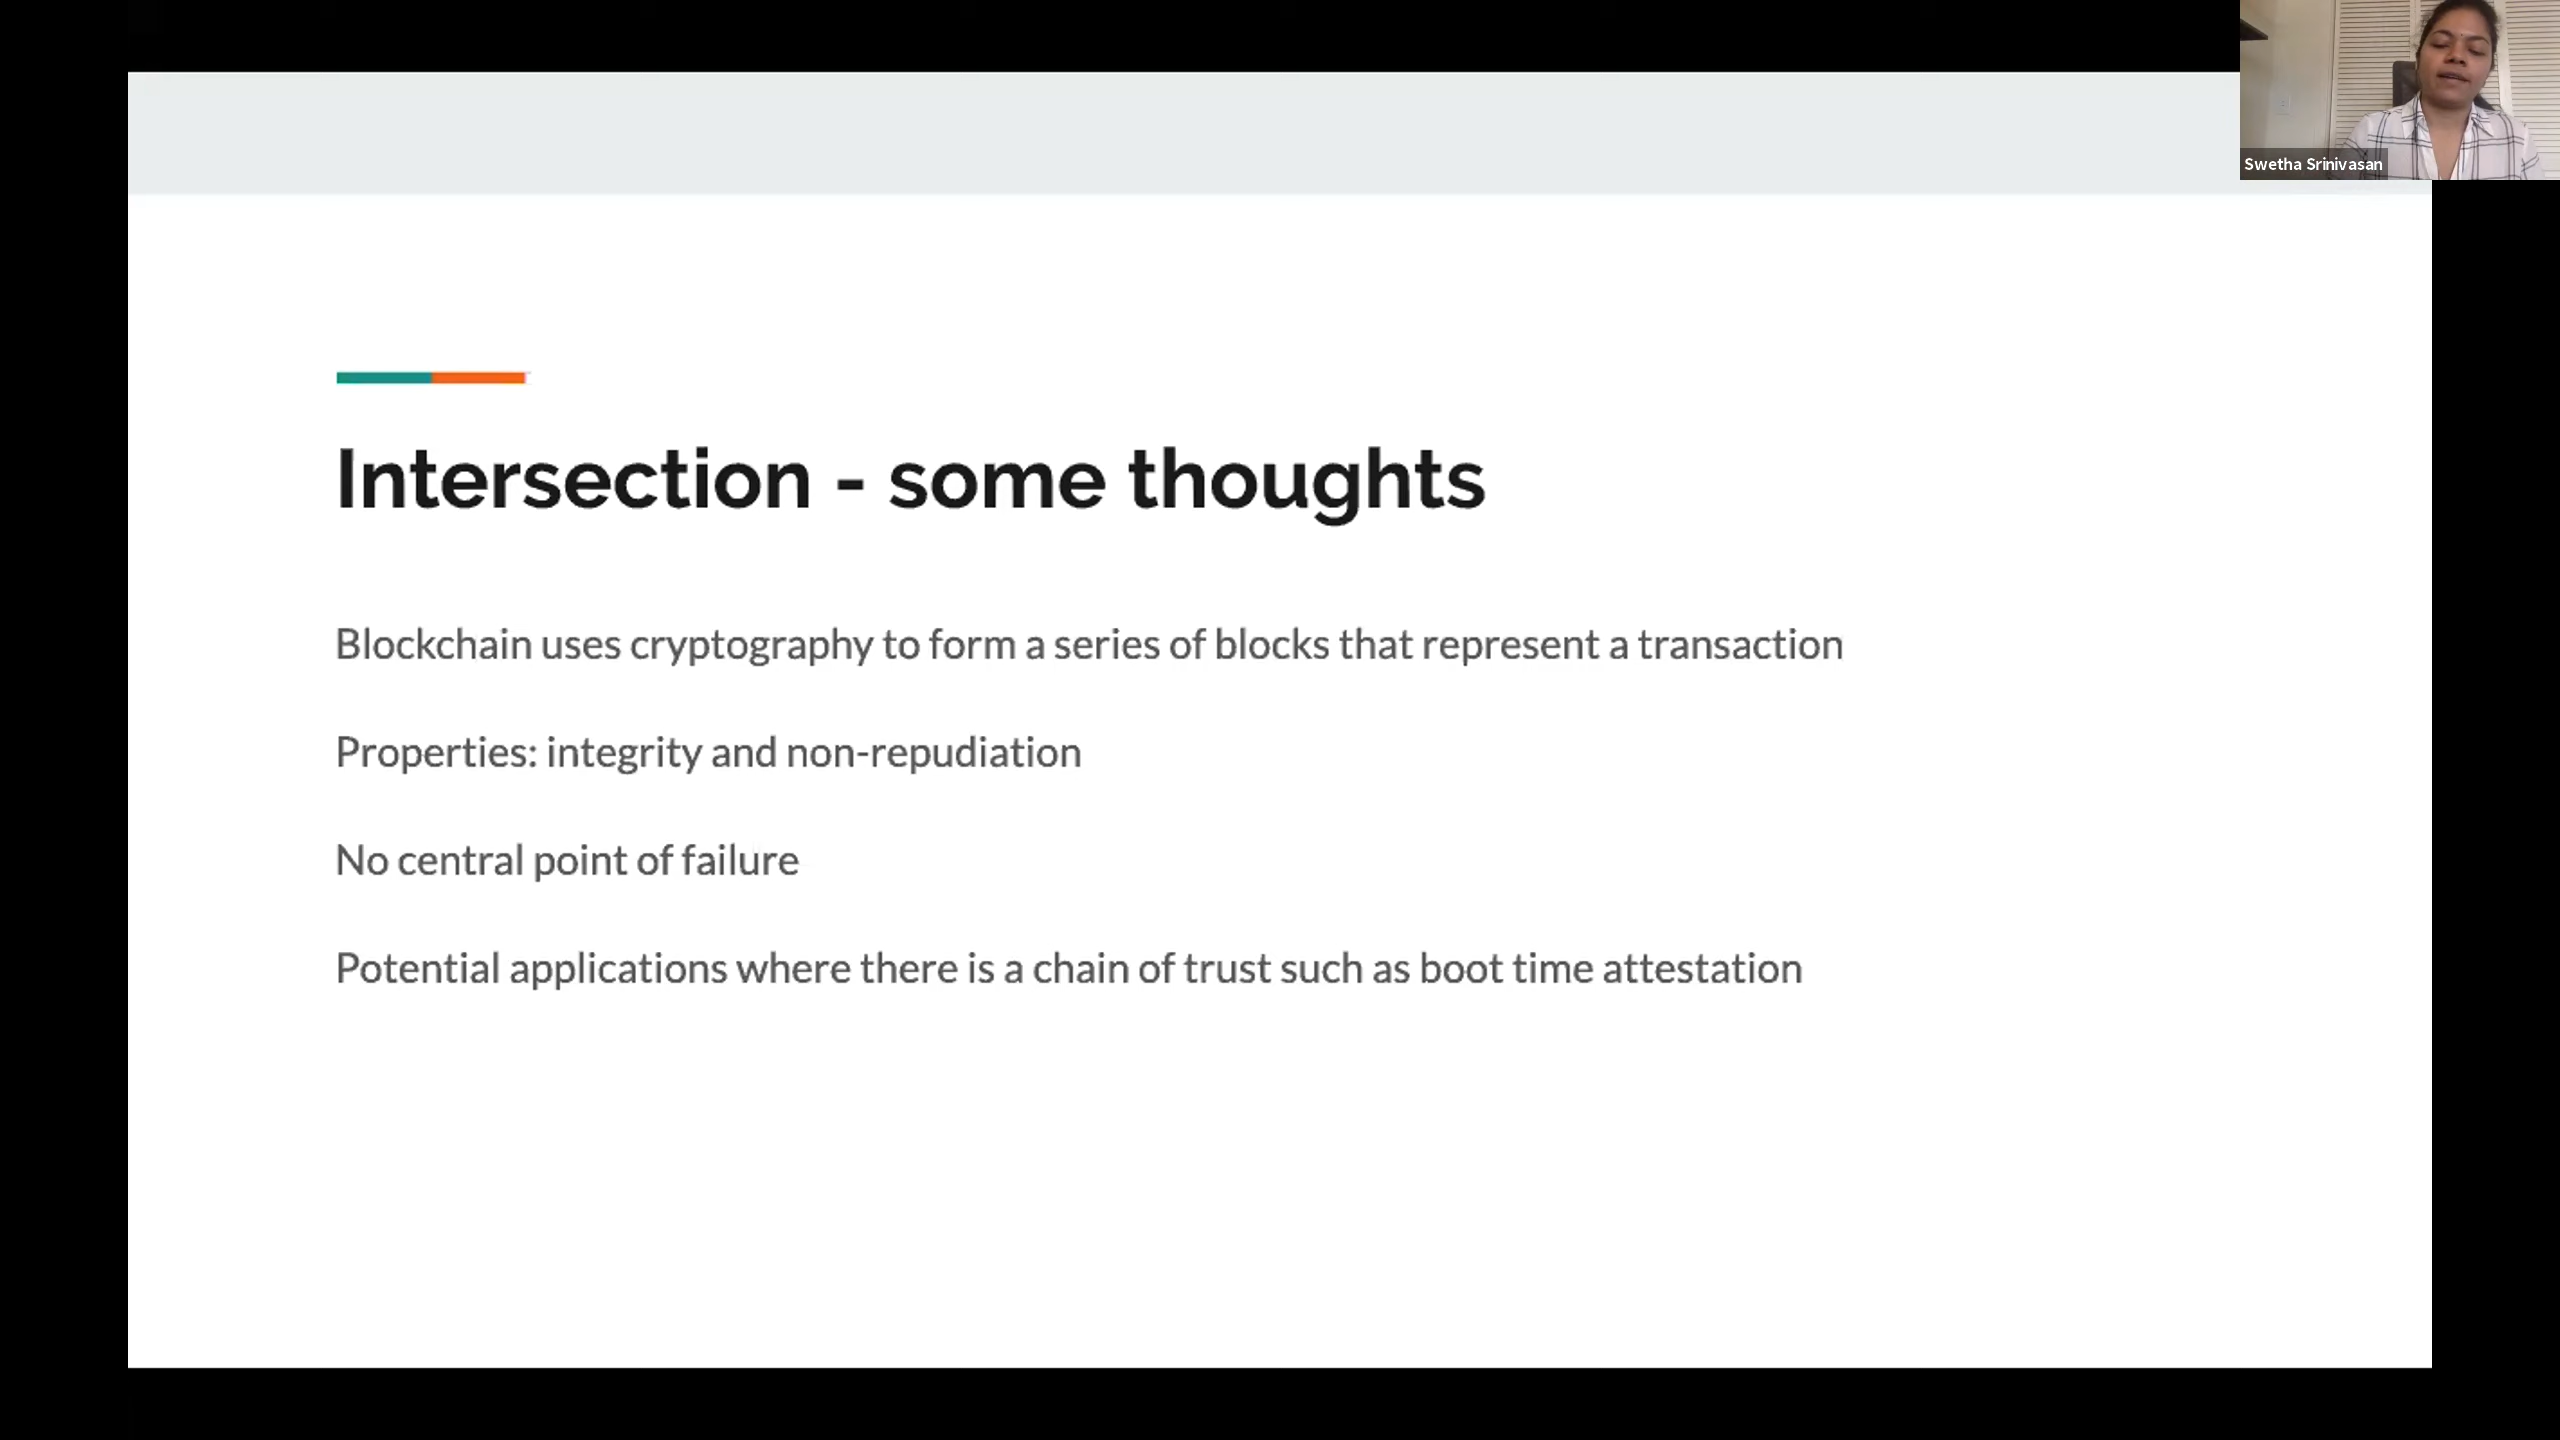 Swetha Srinivasan
Intersection - some thoughts
Blockchain uses cryptography to form a series of blocks that represent a transaction
Properties: integrity and non-repudiation
No central point of failure
Potential applications where there is a chain of trust such as boot time attestation